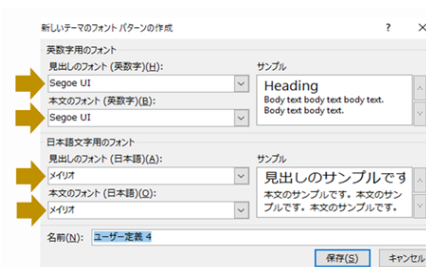 新しいテーマのフォント パターンの作成
英数字用のフォント
見出しのフォント (英数字)(H):
Segoe UI
本文のフォント (英数字)(B):
Segoe UI
サンプル
Heading
Body text body text body text.
Body text body text.
日本語文字用のフォント
見出しのフォント (日本語)(A):
メイリオ
本文のフォント (日本語)(O):
メイリオ
サンプル
見出しのサンプルです
本文のサンプルです。本文のサン
プルです。本文のサンプルです。
名前(N):
ユーザー定義 4
保存(S)
キャンセル